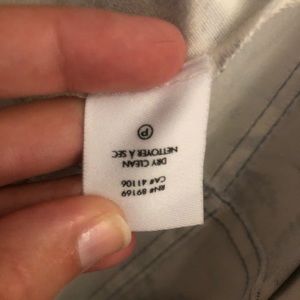 RN# 89169
CA# 41106
DRY CLEAN
NETTOYER À SEC
P